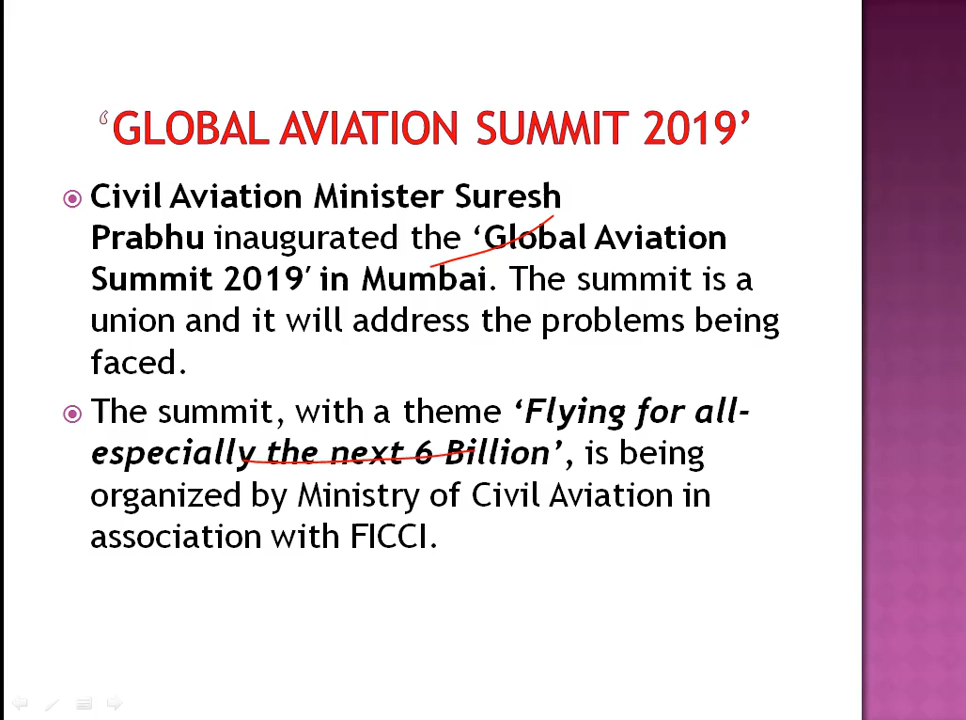 ‘GLOBAL AVIATION SUMMIT 2019’
Civil Aviation Minister Suresh
Prabhu inaugurated the ‘Global Aviation
Summit 2019′ in Mumbai. The summit is a
union and it will address the problems being
faced.
The summit, with a theme ‘Flying for all-
especially the next 6 Billion’, is being
organized by Ministry of Civil Aviation in
association with FICCI.